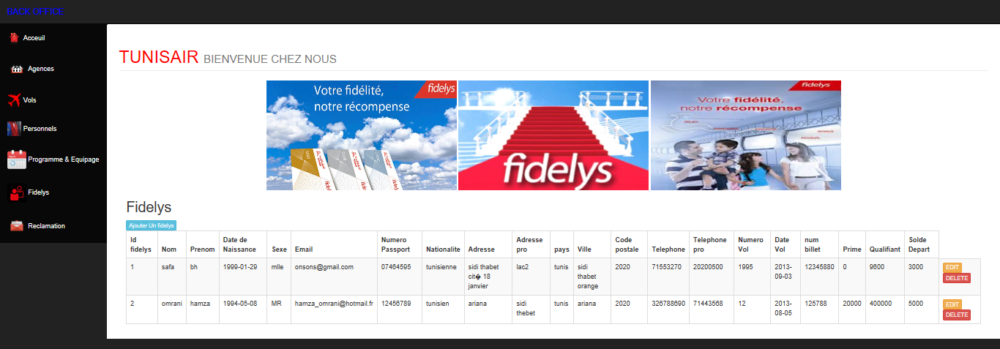 BACK OFFICE
Acceuil
Agences
Vols
Personnels
Programme & Equipage
Fidelys
Reclamation
TUNISAIR BIENVENUE CHEZ NOUS
fidelys
Votre fidélité,
notre récompense
fidelys
fidelys
fidelys
Votre fidélité,
notre récompense
BONUS
ACCEUIL
Fidelys
Ajouter Un fidelys
Id fidelys Nom Prenom Date de Naissance Sexe Email Numero Passport Nationalite Adresse Adresse pro pays Ville Code postale Telephone Telephone pro Numero Vol Date Vol num billet Prime Qualifiant Solde Depart
1 safa bh 1999-01-29 mlle onsons@gmail.com 07464595 tunisienne sidi thabet cit� 18 janvier lac2 tunis sidi thabet orange 2020 71553270 20200500 1995 2013-09-03 12345880 0 9600 3000 EDIT DELETE
2 omrani hamza 1994-05-08 MR hamza_omrani@hotmail.fr 12456789 tunisien ariana sidi thebet tunis ariana 2020 326788690 71443568 12 2013-08-05 125788 20000 400000 5000 EDIT DELETE